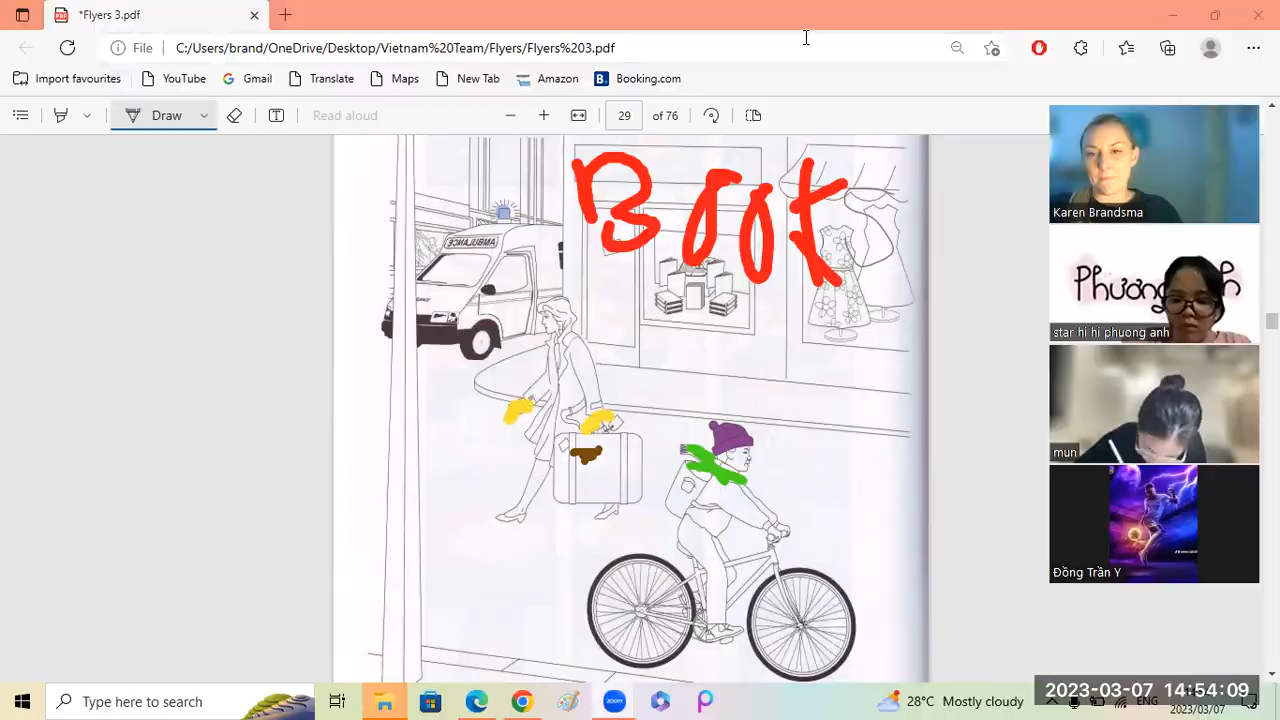 *Flyers 3.pdf
File C:/Users/brand/OneDrive/Desktop/Vietnam%20Team/Flyers/Flyers%203.pdf
Import favourites YouTube Gmail Translate Maps New Tab Amazon Booking.com
Draw Read aloud 29 of 76
Book
AMBULANCE
Karen Brandsma
Phương
star hi hi phuong anh
mun
Đồng Trần Y
2023-03-07 14:54:09
Type here to search
28°C Mostly cloudy
ENG
2023/03/07